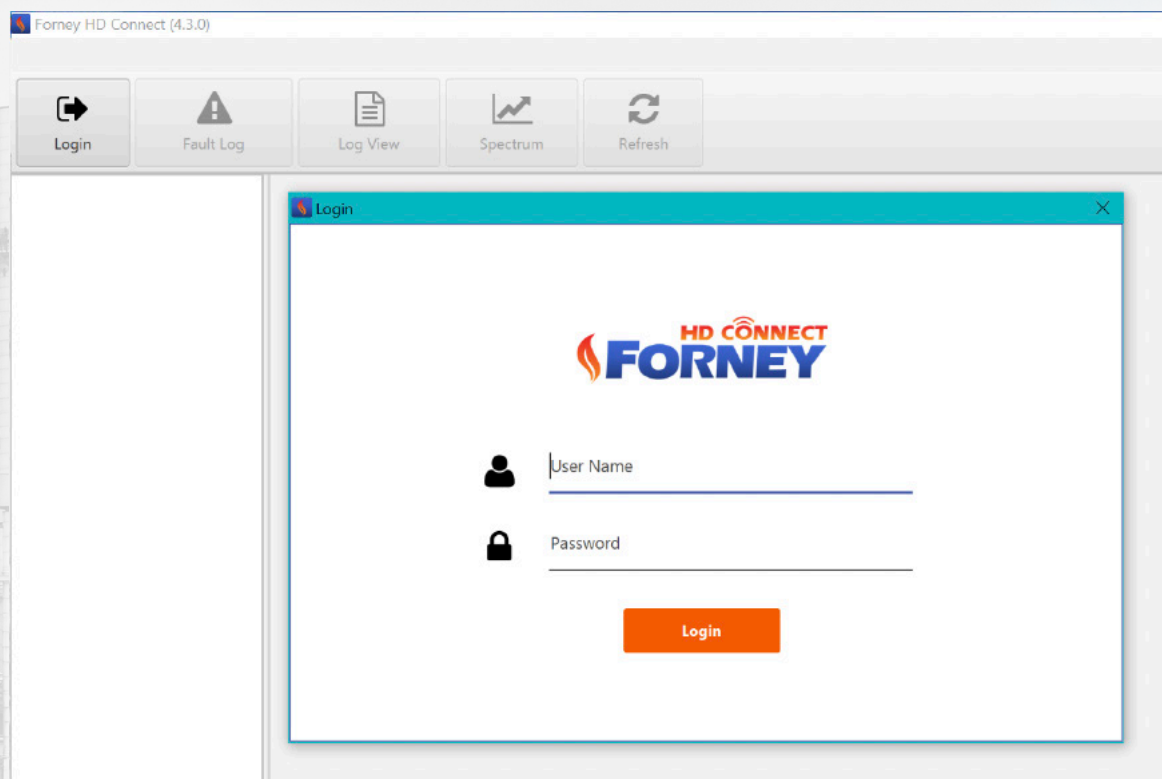 Forney HD Connect (4.3.0)
Login Fault Log Log View Spectrum Refresh
Login
HD CONNECT
FORNEY
User Name
Password
Login